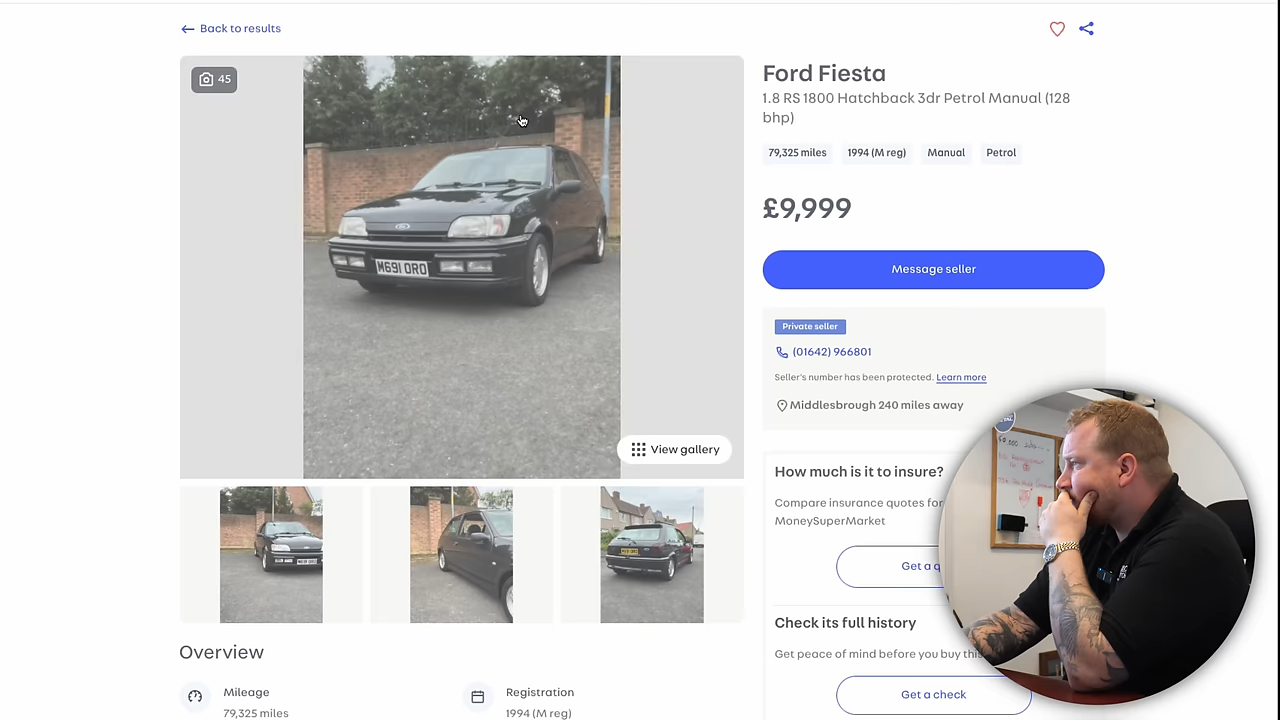 Back to results
45
M691 ORO
View gallery
Ford Fiesta
1.8 RS 1800 Hatchback 3dr Petrol Manual (128
bhp)
79,325 miles
1994 (M reg)
Manual
Petrol
£9,999
Message seller
Private seller
(01642) 966801
Seller's number has been protected. Learn more
Middlesbrough 240 miles away
How much is it to insure?
Compare insurance quotes for
MoneySuperMarket
Get a q
Check its full history
Get peace of mind before you buy thi
Get a check
Overview
Mileage
79,325 miles
Registration
1994 (M reg)